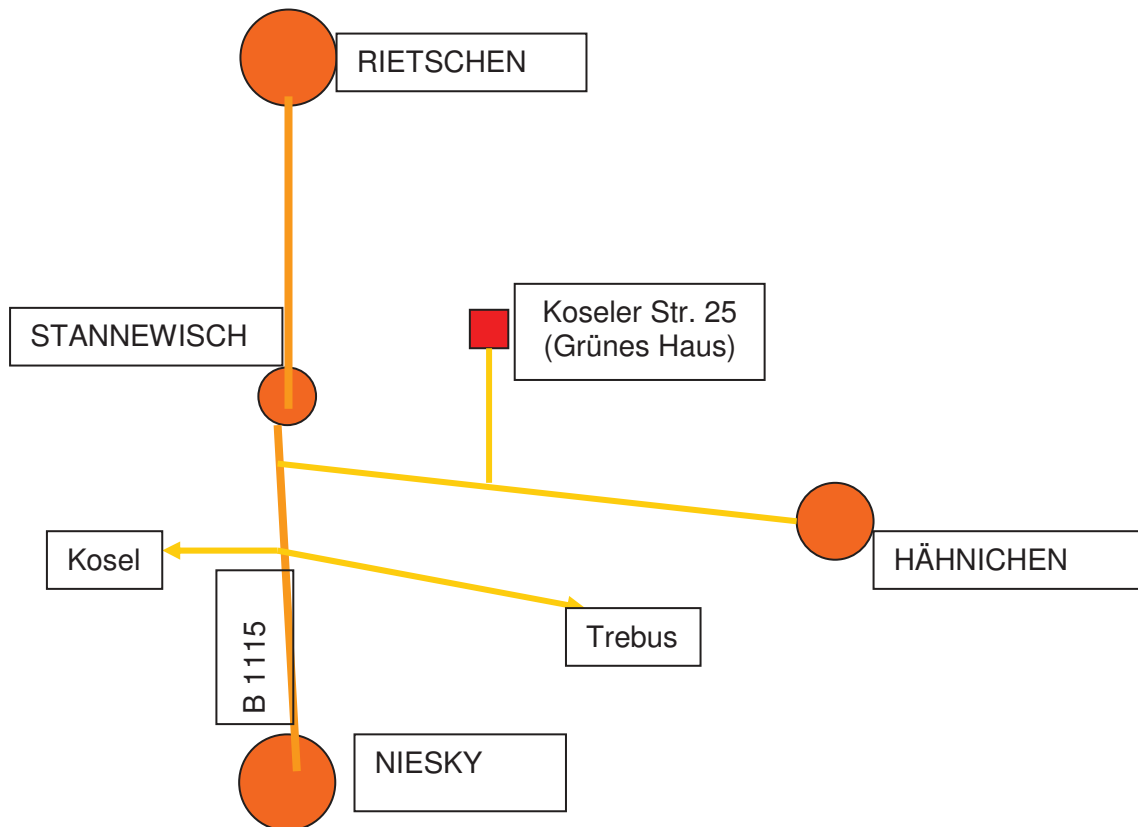 RIETSCHEN
Koseler Str. 25
(Grünes Haus)
STANNEWISCH
Kosel
HÄHNICHEN
Trebus
B 1115
NIESKY